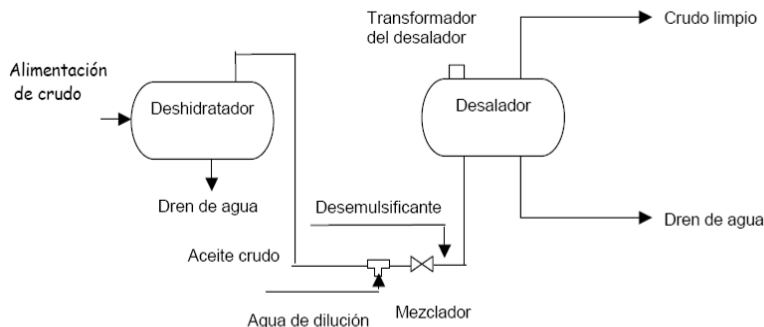 Transformador
del desalador
Crudo limpio
Alimentación
de crudo
Deshidratador
Desalador
Dren de agua
Desemulsificante
Dren de agua
Aceite crudo
Mezclador
Agua de dilución